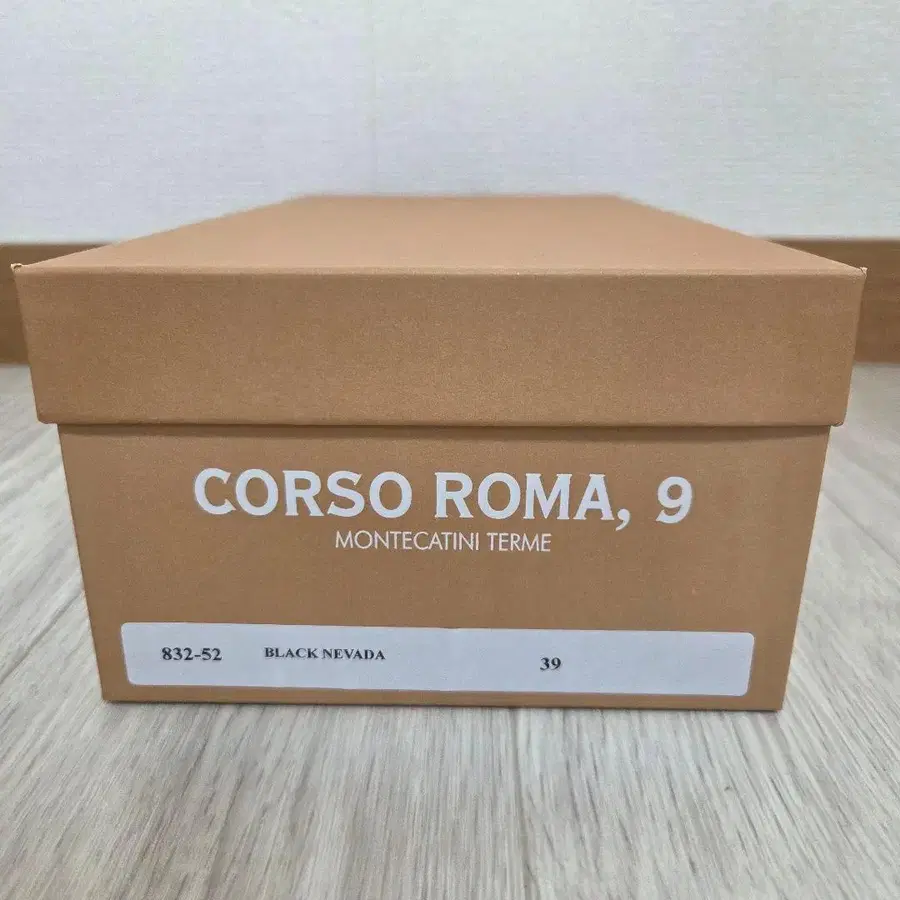 CORSO ROMA, 9
MONTECATINI TERME
832-52 BLACK NEVADA 39